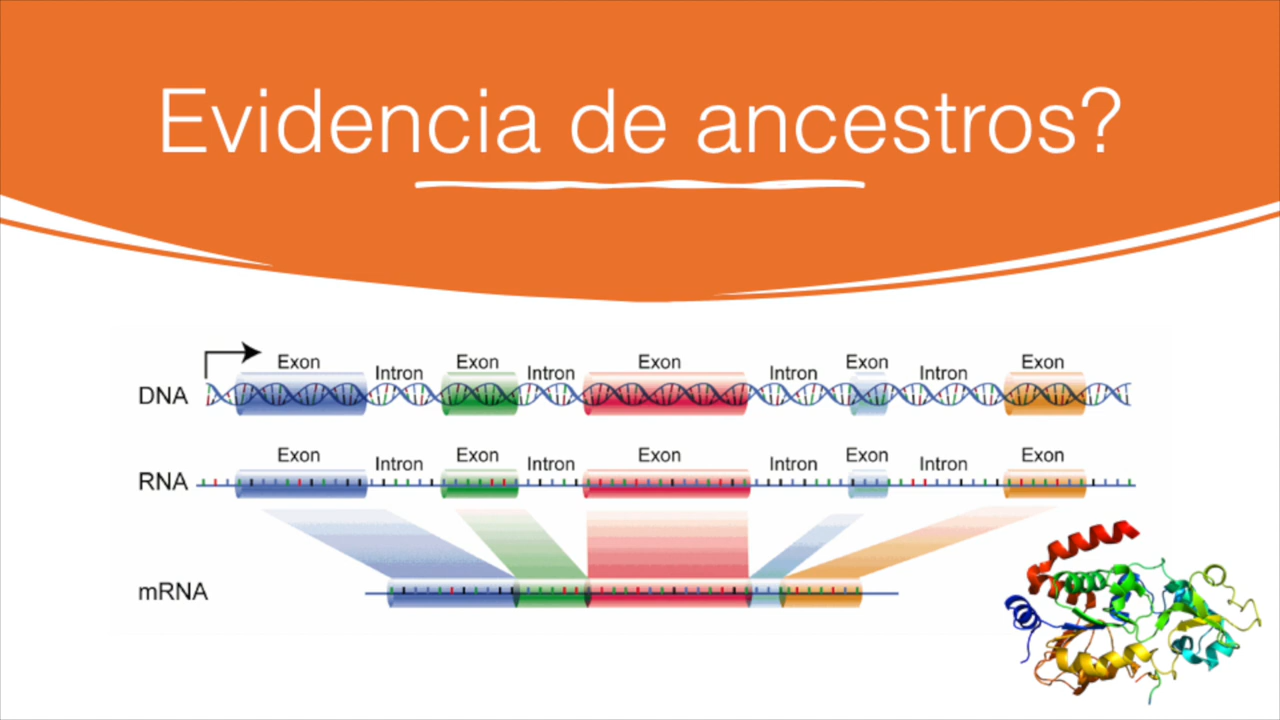 Evidencia de ancestros?
Exon Intron Exon Intron Exon Intron Exon Intron Exon
DNA
Exon Intron Exon Intron Exon Intron Exon Intron Exon
RNA
mRNA